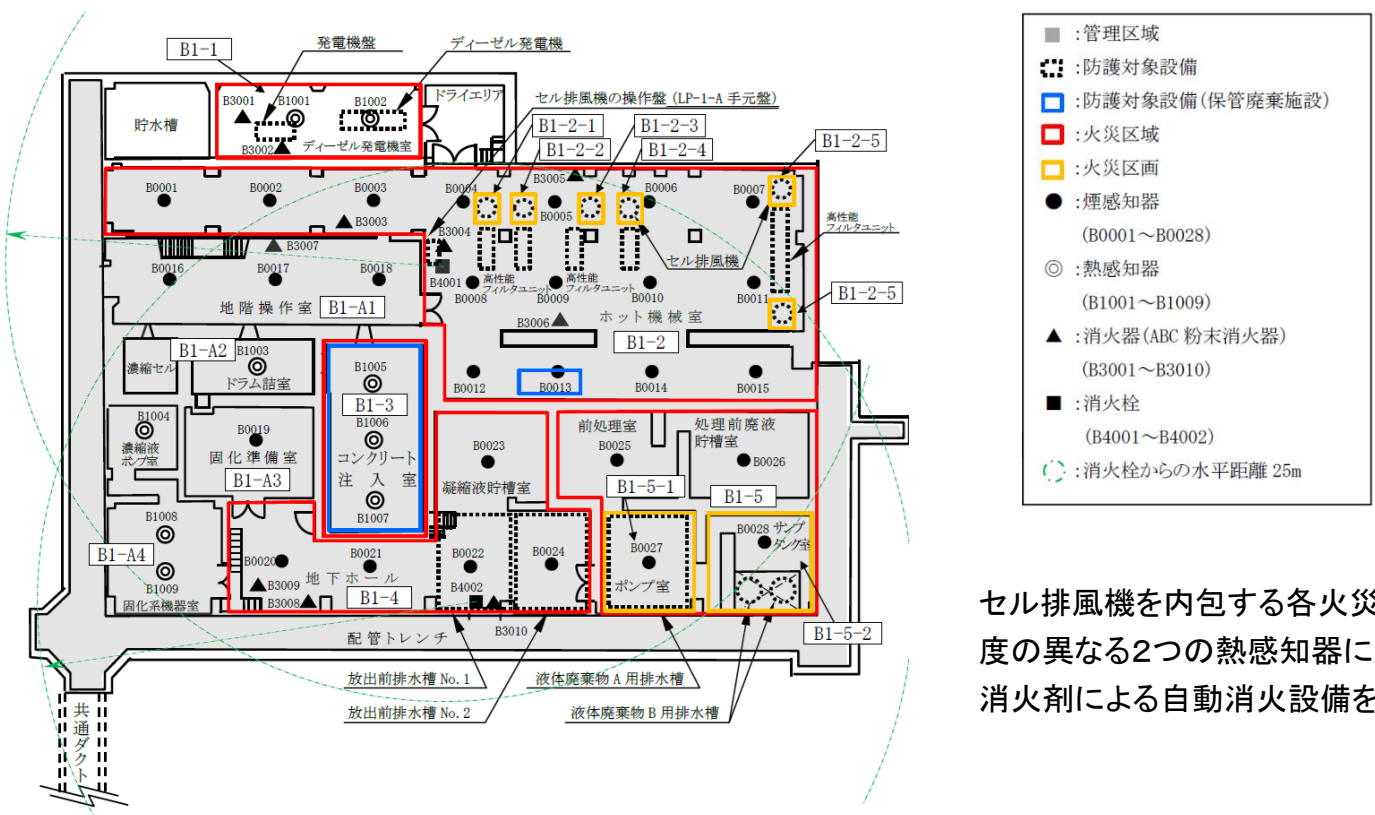 B1-1
発電機盤
ディーゼル発電機
B3001
B1001
B1002
B3002
ディーゼル発電機室
貯水槽
ドライエリア
セル排風機の操作盤 (LP-1-A 手元盤)
B1-2-1
B1-2-3
B1-2-2
B1-2-4
B1-2-5
B0001
B0002
B0003
B0004
B3005
B0005
B0006
B0007
B3003
B3004
高性能
フィルタユニット
B3007
セル排風機
B0016
B0017
B0018
B4001
B0008
高性能
フィルタユニット
B0009
高性能
フィルタユニット
B0010
B0011
B1-2-5
地階操作室
B1-A1
B3006
ホット機械室
B1-2
B1-A2
B1003
濃縮セル
ドラム詰室
B1005
B0012
B0013
B0014
B0015
B1-3
B1004
濃縮液
ポンプ室
B0019
固化準備室
B1-A3
B1006
コンクリート
注入室
B1007
B0023
凝縮液貯槽室
前処理室
B0025
処理前廃液
貯槽室
B0026
B1-5-1
B1-5
B1008
B1-A4
B1009
固化系機器室
B0020
B0021
B3009
地下ホール
B3008
B1-4
B0022
B4002
B0024
B0027
ポンプ室
B0028
サンプ
タンク室
B3010
配管トレンチ
B1-5-2
放出前排水槽 No.1
液体廃棄物 A 用排水槽
放出前排水槽 No.2
液体廃棄物 B 用排水槽
共通ダクト
:管理区域
:防護対象設備
:防護対象設備(保管廃棄施設)
:火災区域
:火災区画
:煙感知器
(B0001～B0028)
:熱感知器
(B1001～B1009)
:消火器(ABC 粉末消火器)
(B3001～B3010)
:消火栓
(B4001～B4002)
:消火栓からの水平距離 25m
セル排風機を内包する各火災
度の異なる2つの熱感知器に
消火剤による自動消火設備を